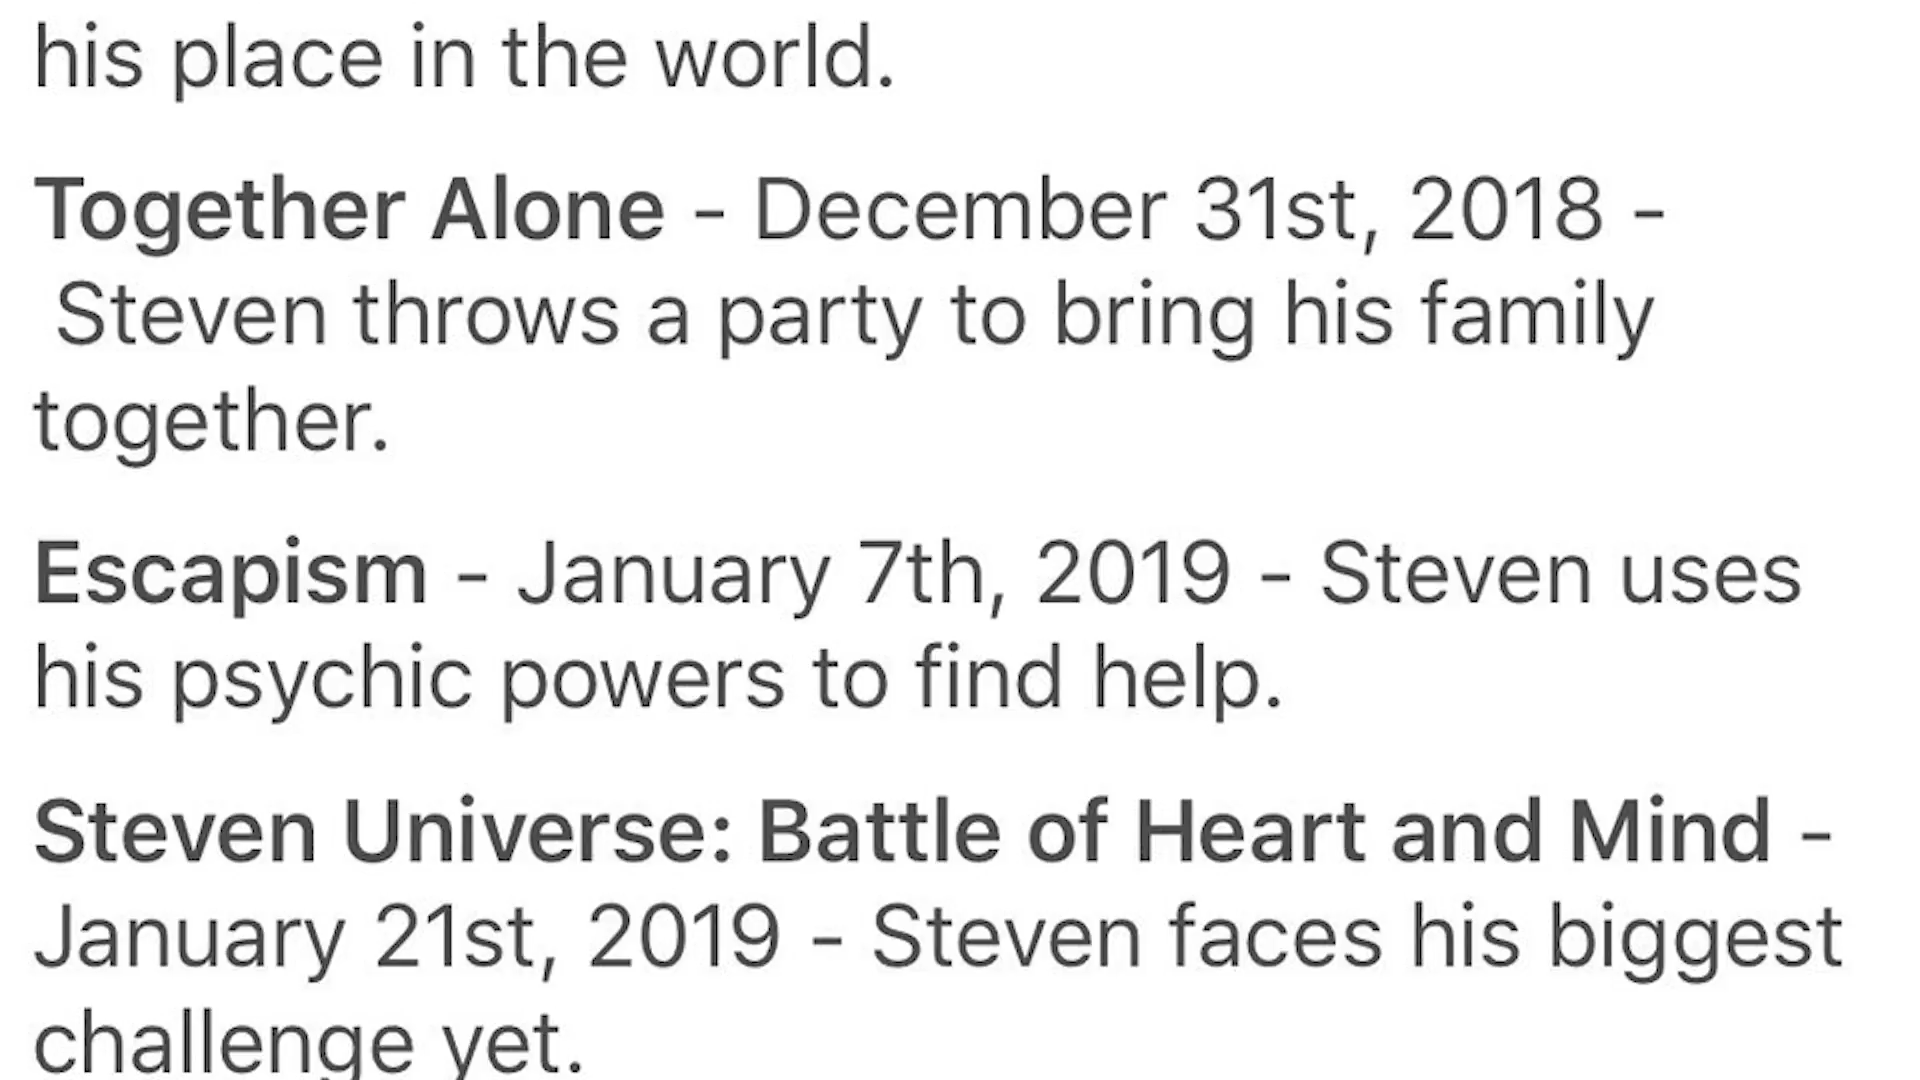 his place in the world.
Together Alone - December 31st, 2018 -
Steven throws a party to bring his family
together.
Escapism - January 7th, 2019 - Steven uses
his psychic powers to find help.
Steven Universe: Battle of Heart and Mind -
January 21st, 2019 - Steven faces his biggest
challenge yet.